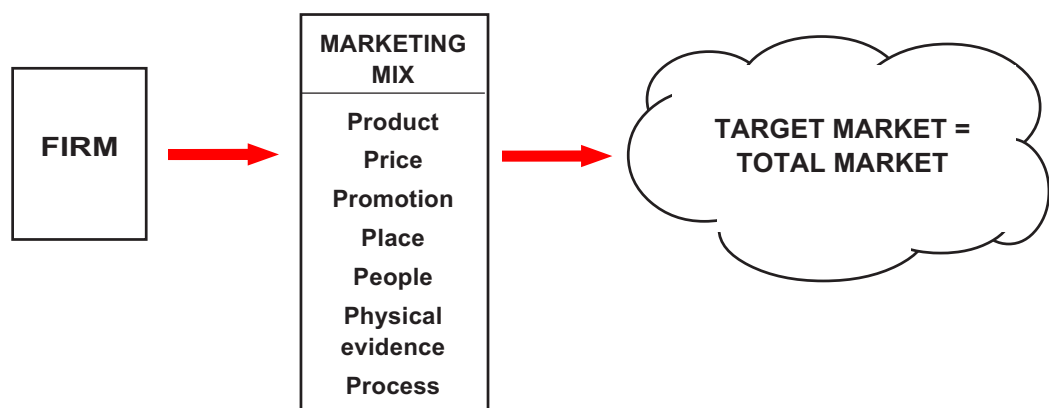 FIRM
MARKETING
MIX
Product
Price
Promotion
Place
People
Physical
evidence
Process
TARGET MARKET =
TOTAL MARKET